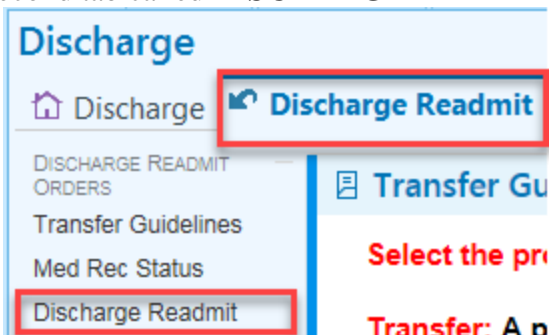 Discharge
Discharge Discharge Readmit
DISCHARGE READMIT
ORDERS
Transfer Guidelines
Med Rec Status
Discharge Readmit
Transfer Gu
Select the pr
Transfer: A p